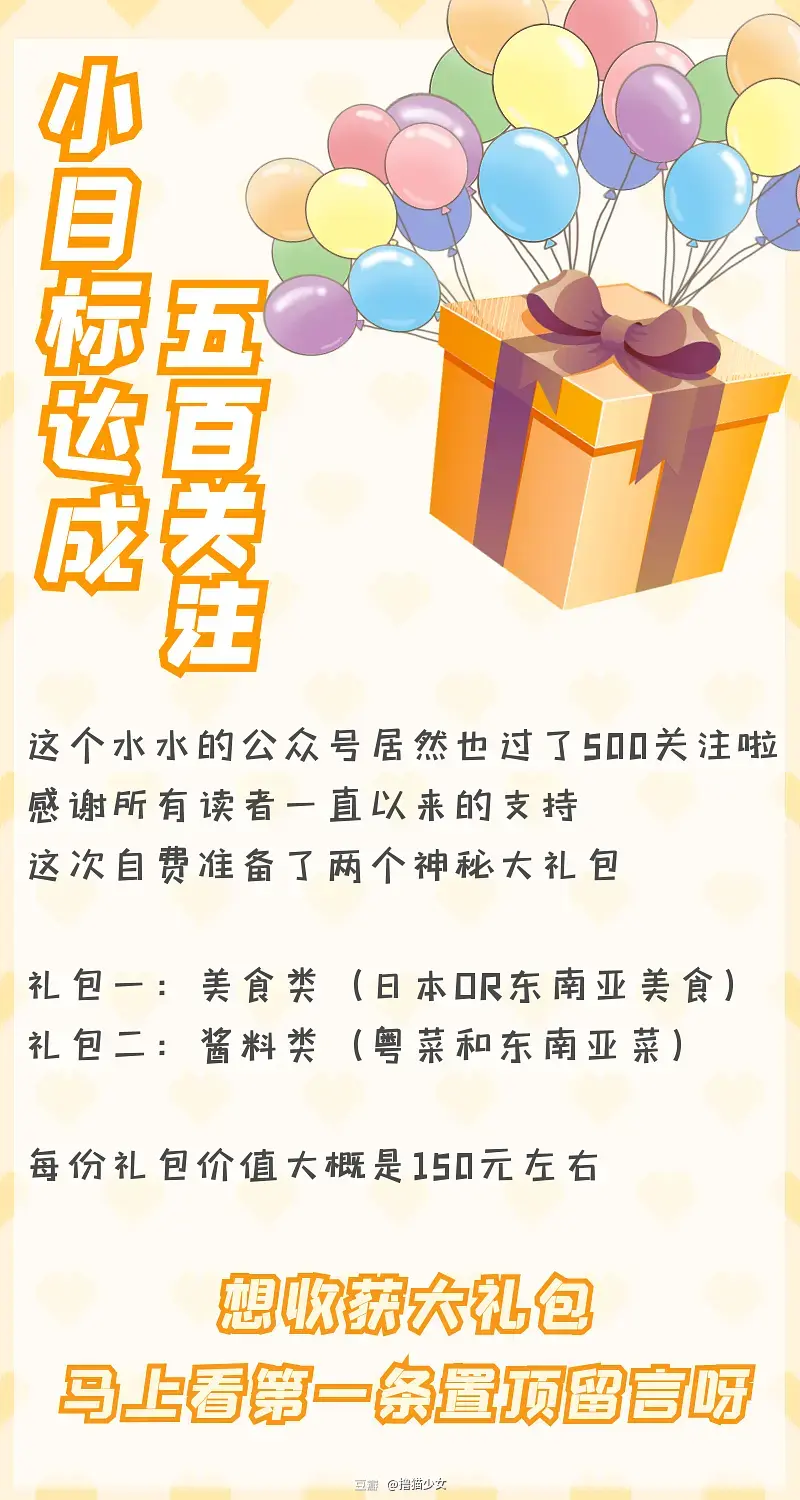 小目标达成
五百关注
这个水水的公众号居然也过了500关注啦
感谢所有读者一直以来的支持
这次自费准备了两个神秘大礼包
礼包一：美食类（日本OR东南亚美食）
礼包二：酱料类（粤菜和东南亚菜）
每份礼包价值大概是150元左右
想收获大礼包
马上看第一条置顶留言呀
豆瓣 @撸猫少女